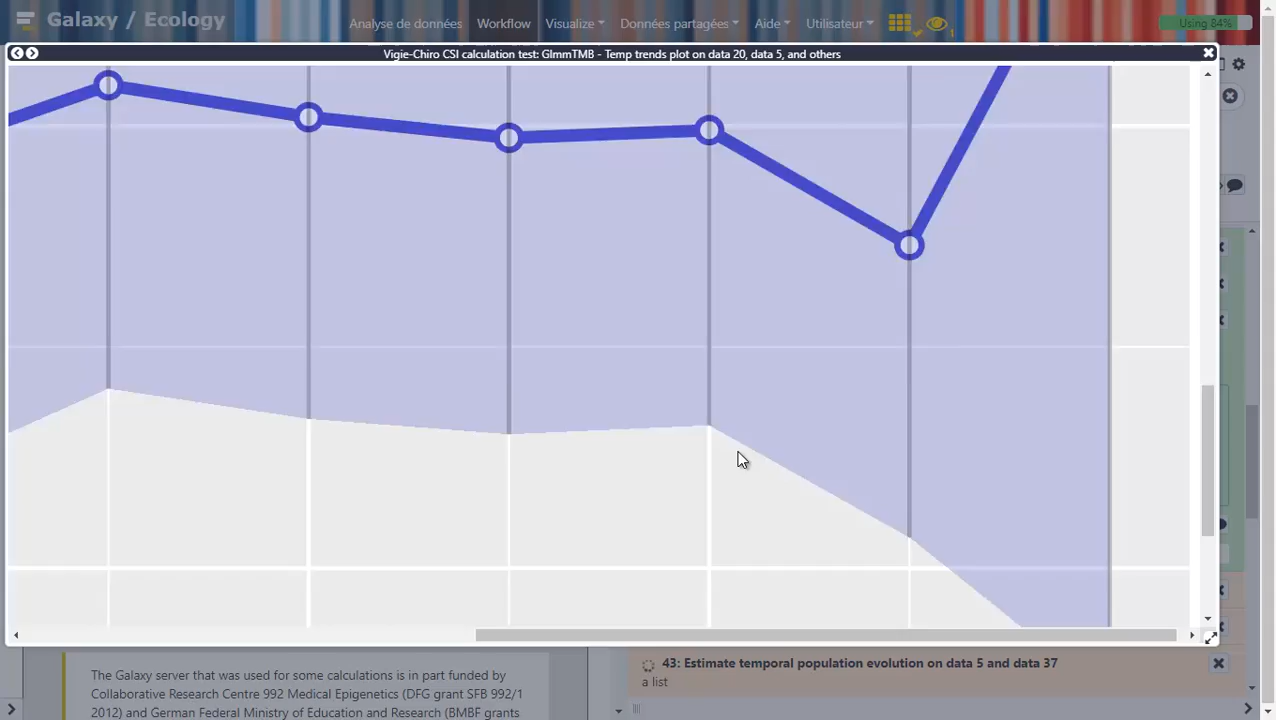 Galaxy / Ecology
Analyse de données
Workflow
Visualize
Données partagées
Aide
Utilisateur
1
Using 84%
Vigie-Chiro CSI calculation test: GlmmTMB - Temp trends plot on data 20, data 5, and others
The Galaxy server that was used for some calculations is in part funded by
Collaborative Research Centre 992 Medical Epigenetics (DFG grant SFB 992/1
2012) and German Federal Ministry of Education and Research (BMBF grants
43: Estimate temporal population evolution on data 5 and data 37
a list